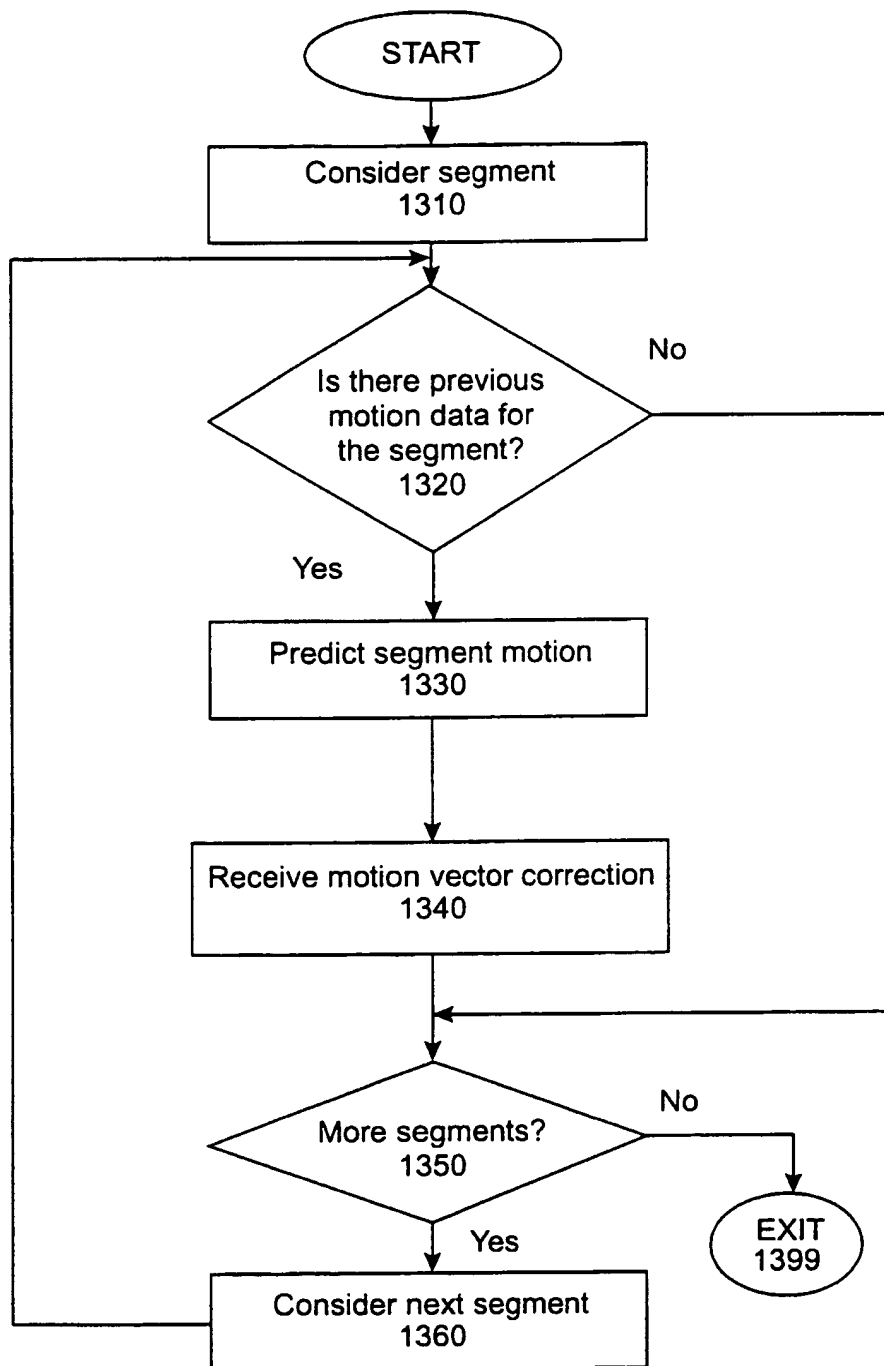 START
Consider segment
1310
No
Is there previous
motion data for
the segment?
1320
Yes
Predict segment motion
1330
Receive motion vector correction
1340
No
More segments?
1350
Yes
EXIT
1399
Consider next segment
1360